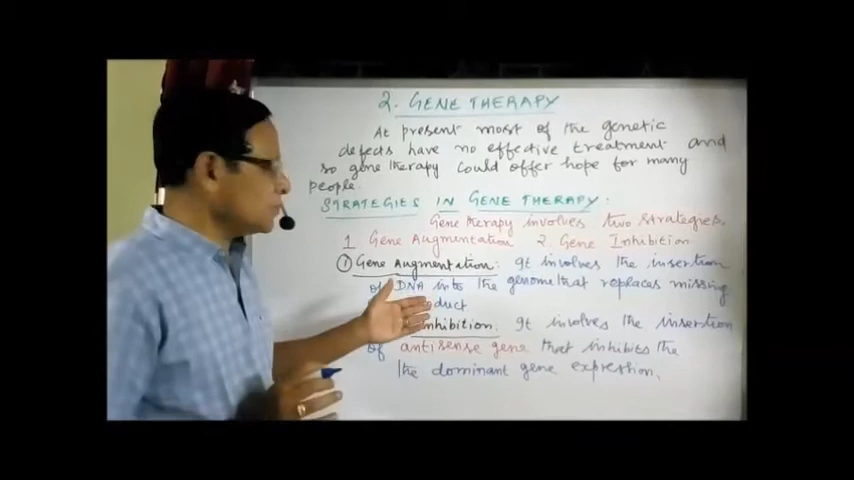 2. GENE THERAPY
At present most of the genetic
defects have no effective treatment and
so gene therapy could offer hope for many
people.
STRATEGIES IN GENE THERAPY:
Gene therapy involves two strategies.
1 Gene Augmentation 2. Gene Inhibition
① Gene Augmentation: It involves the insertion
of DNA into the genome that replaces missing
product
Inhibition: It involves the insertion
of antisense gene that inhibits the
the dominant gene expression.